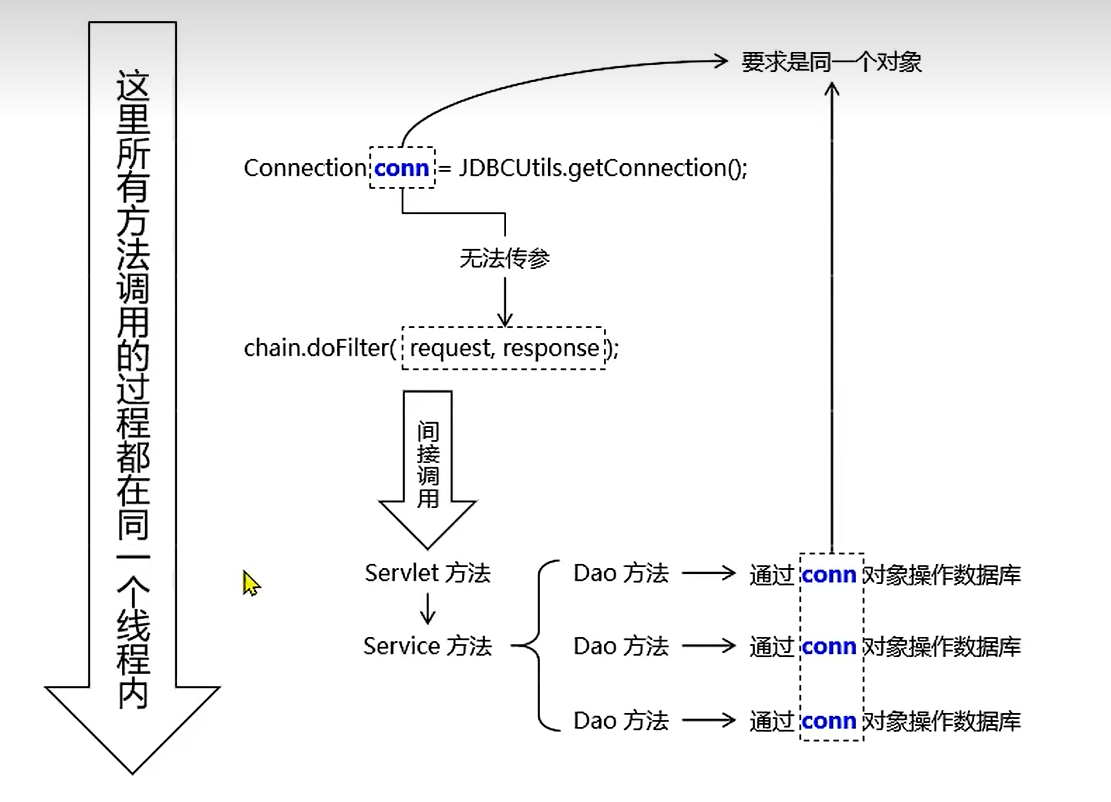 这里所有方法调用的过程都在同一个线程内
要求是同一个对象
Connection conn = JDBCUtils.getConnection();
无法传参
chain.doFilter( request, response );
间接调用
Servlet 方法
Service 方法
Dao 方法
通过 conn 对象操作数据库
Dao 方法
通过 conn 对象操作数据库
Dao 方法
通过 conn 对象操作数据库